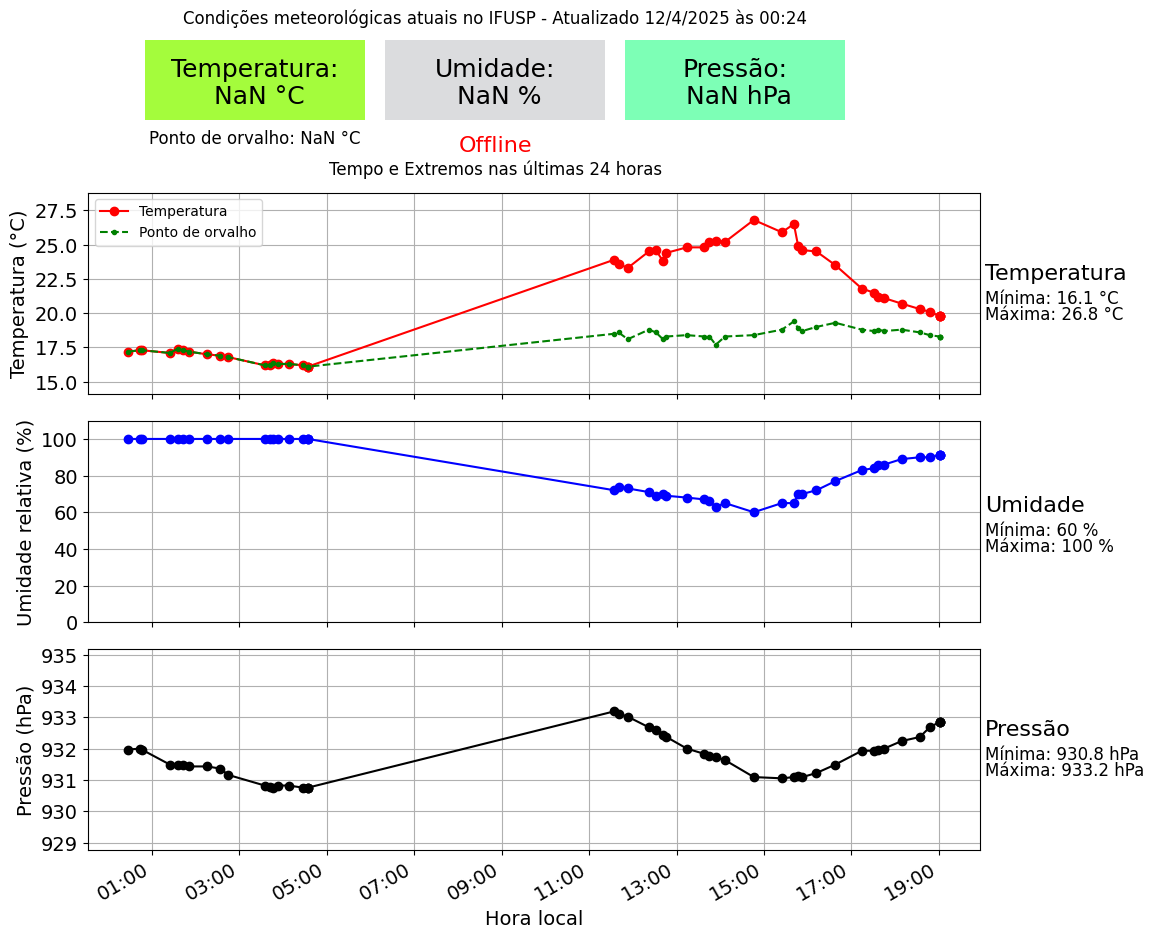 Condições meteorológicas atuais no IFUSP - Atualizado 12/4/2025 às 00:24
Temperatura:
NaN °C
Umidade:
NaN %
Pressão:
NaN hPa
Ponto de orvalho: NaN °C
Offline
Tempo e Extremos nas últimas 24 horas
Temperatura (°C)
27.5
25.0
22.5
20.0
17.5
15.0
Temperatura
Ponto de orvalho
Temperatura
Mínima: 16.1 °C
Máxima: 26.8 °C
Umidade relativa (%)
100
80
60
40
20
0
Umidade
Mínima: 60 %
Máxima: 100 %
Pressão (hPa)
935
934
933
932
931
930
929
Pressão
Mínima: 930.8 hPa
Máxima: 933.2 hPa
01:00
03:00
05:00
07:00
09:00
11:00
13:00
15:00
17:00
19:00
Hora local